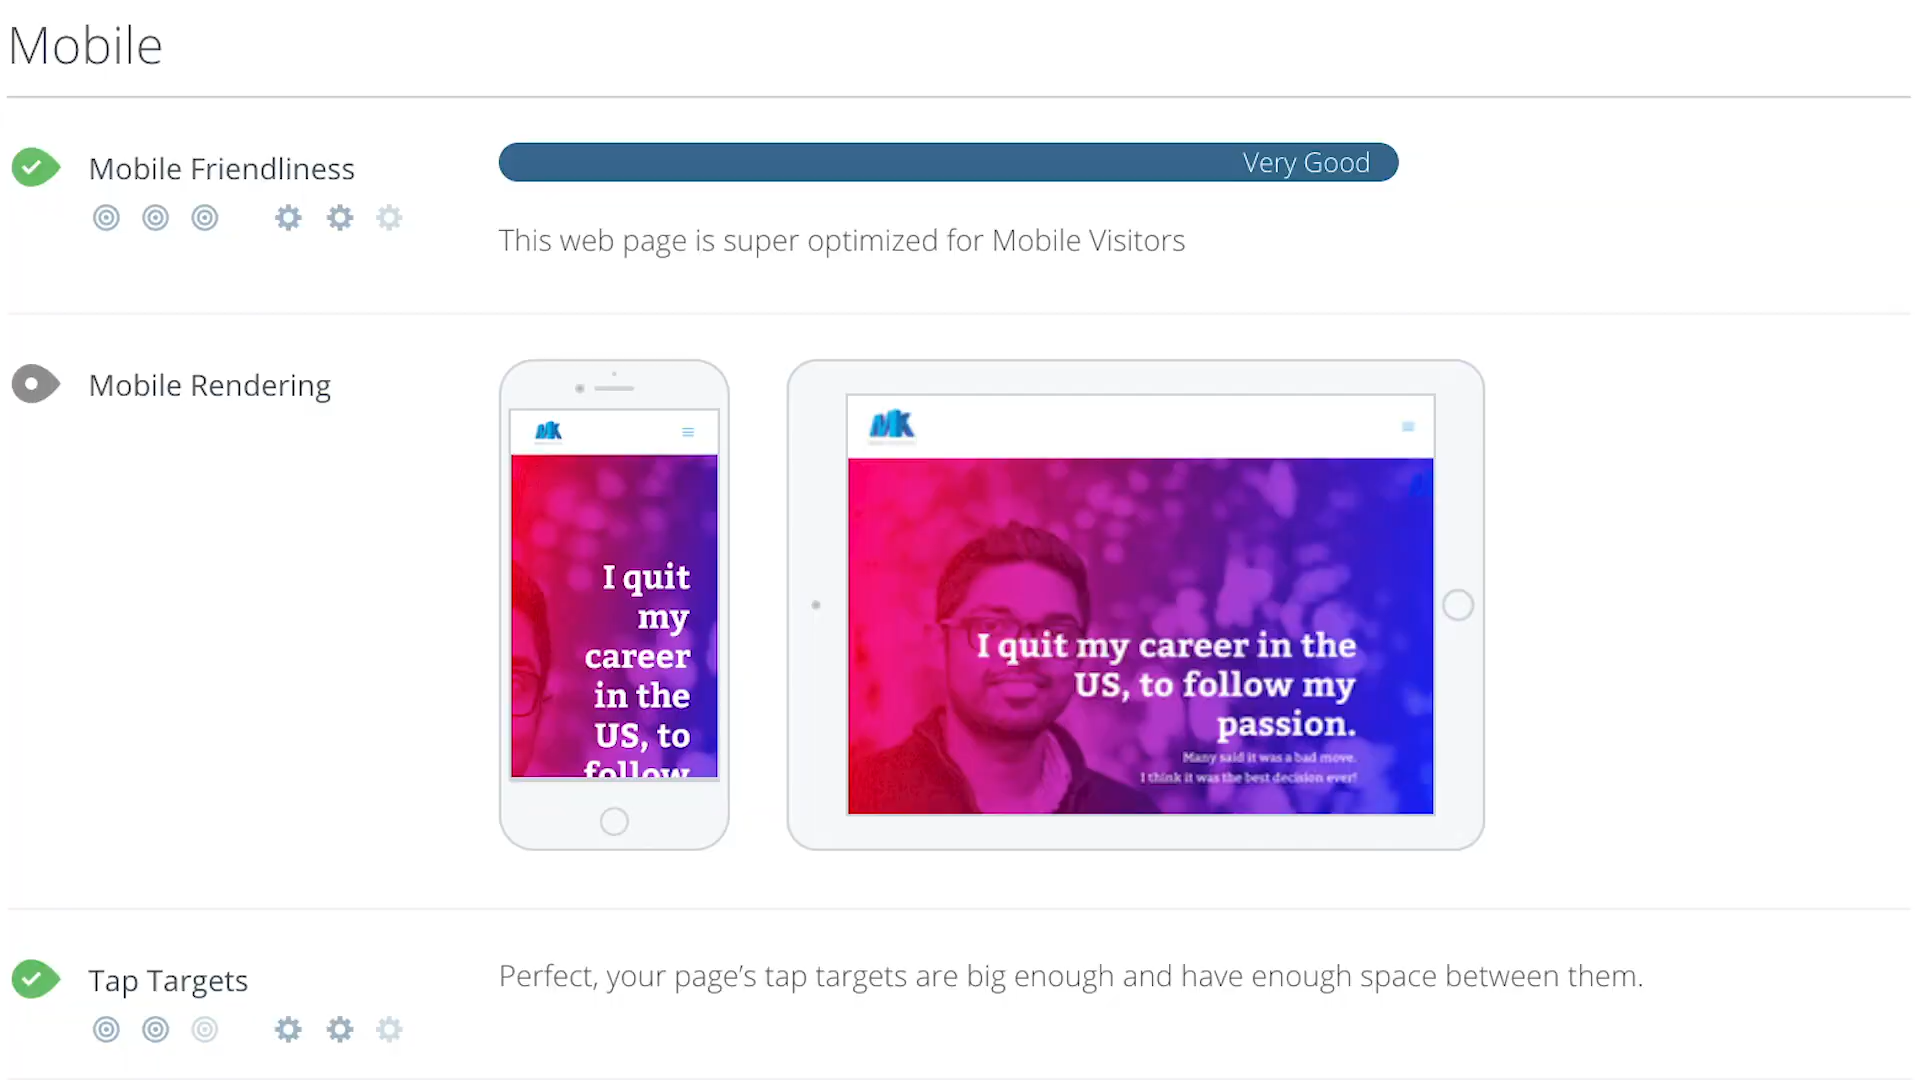 Mobile
Mobile Friendliness
Very Good
This web page is super optimized for Mobile Visitors
Mobile Rendering
MK
I quit
my
career
in the
US, to
follow
MK
I quit my career in the
US, to follow my
passion.
Many said it was a bad move.
I think it was the best decision ever!
Tap Targets
Perfect, your page’s tap targets are big enough and have enough space between them.